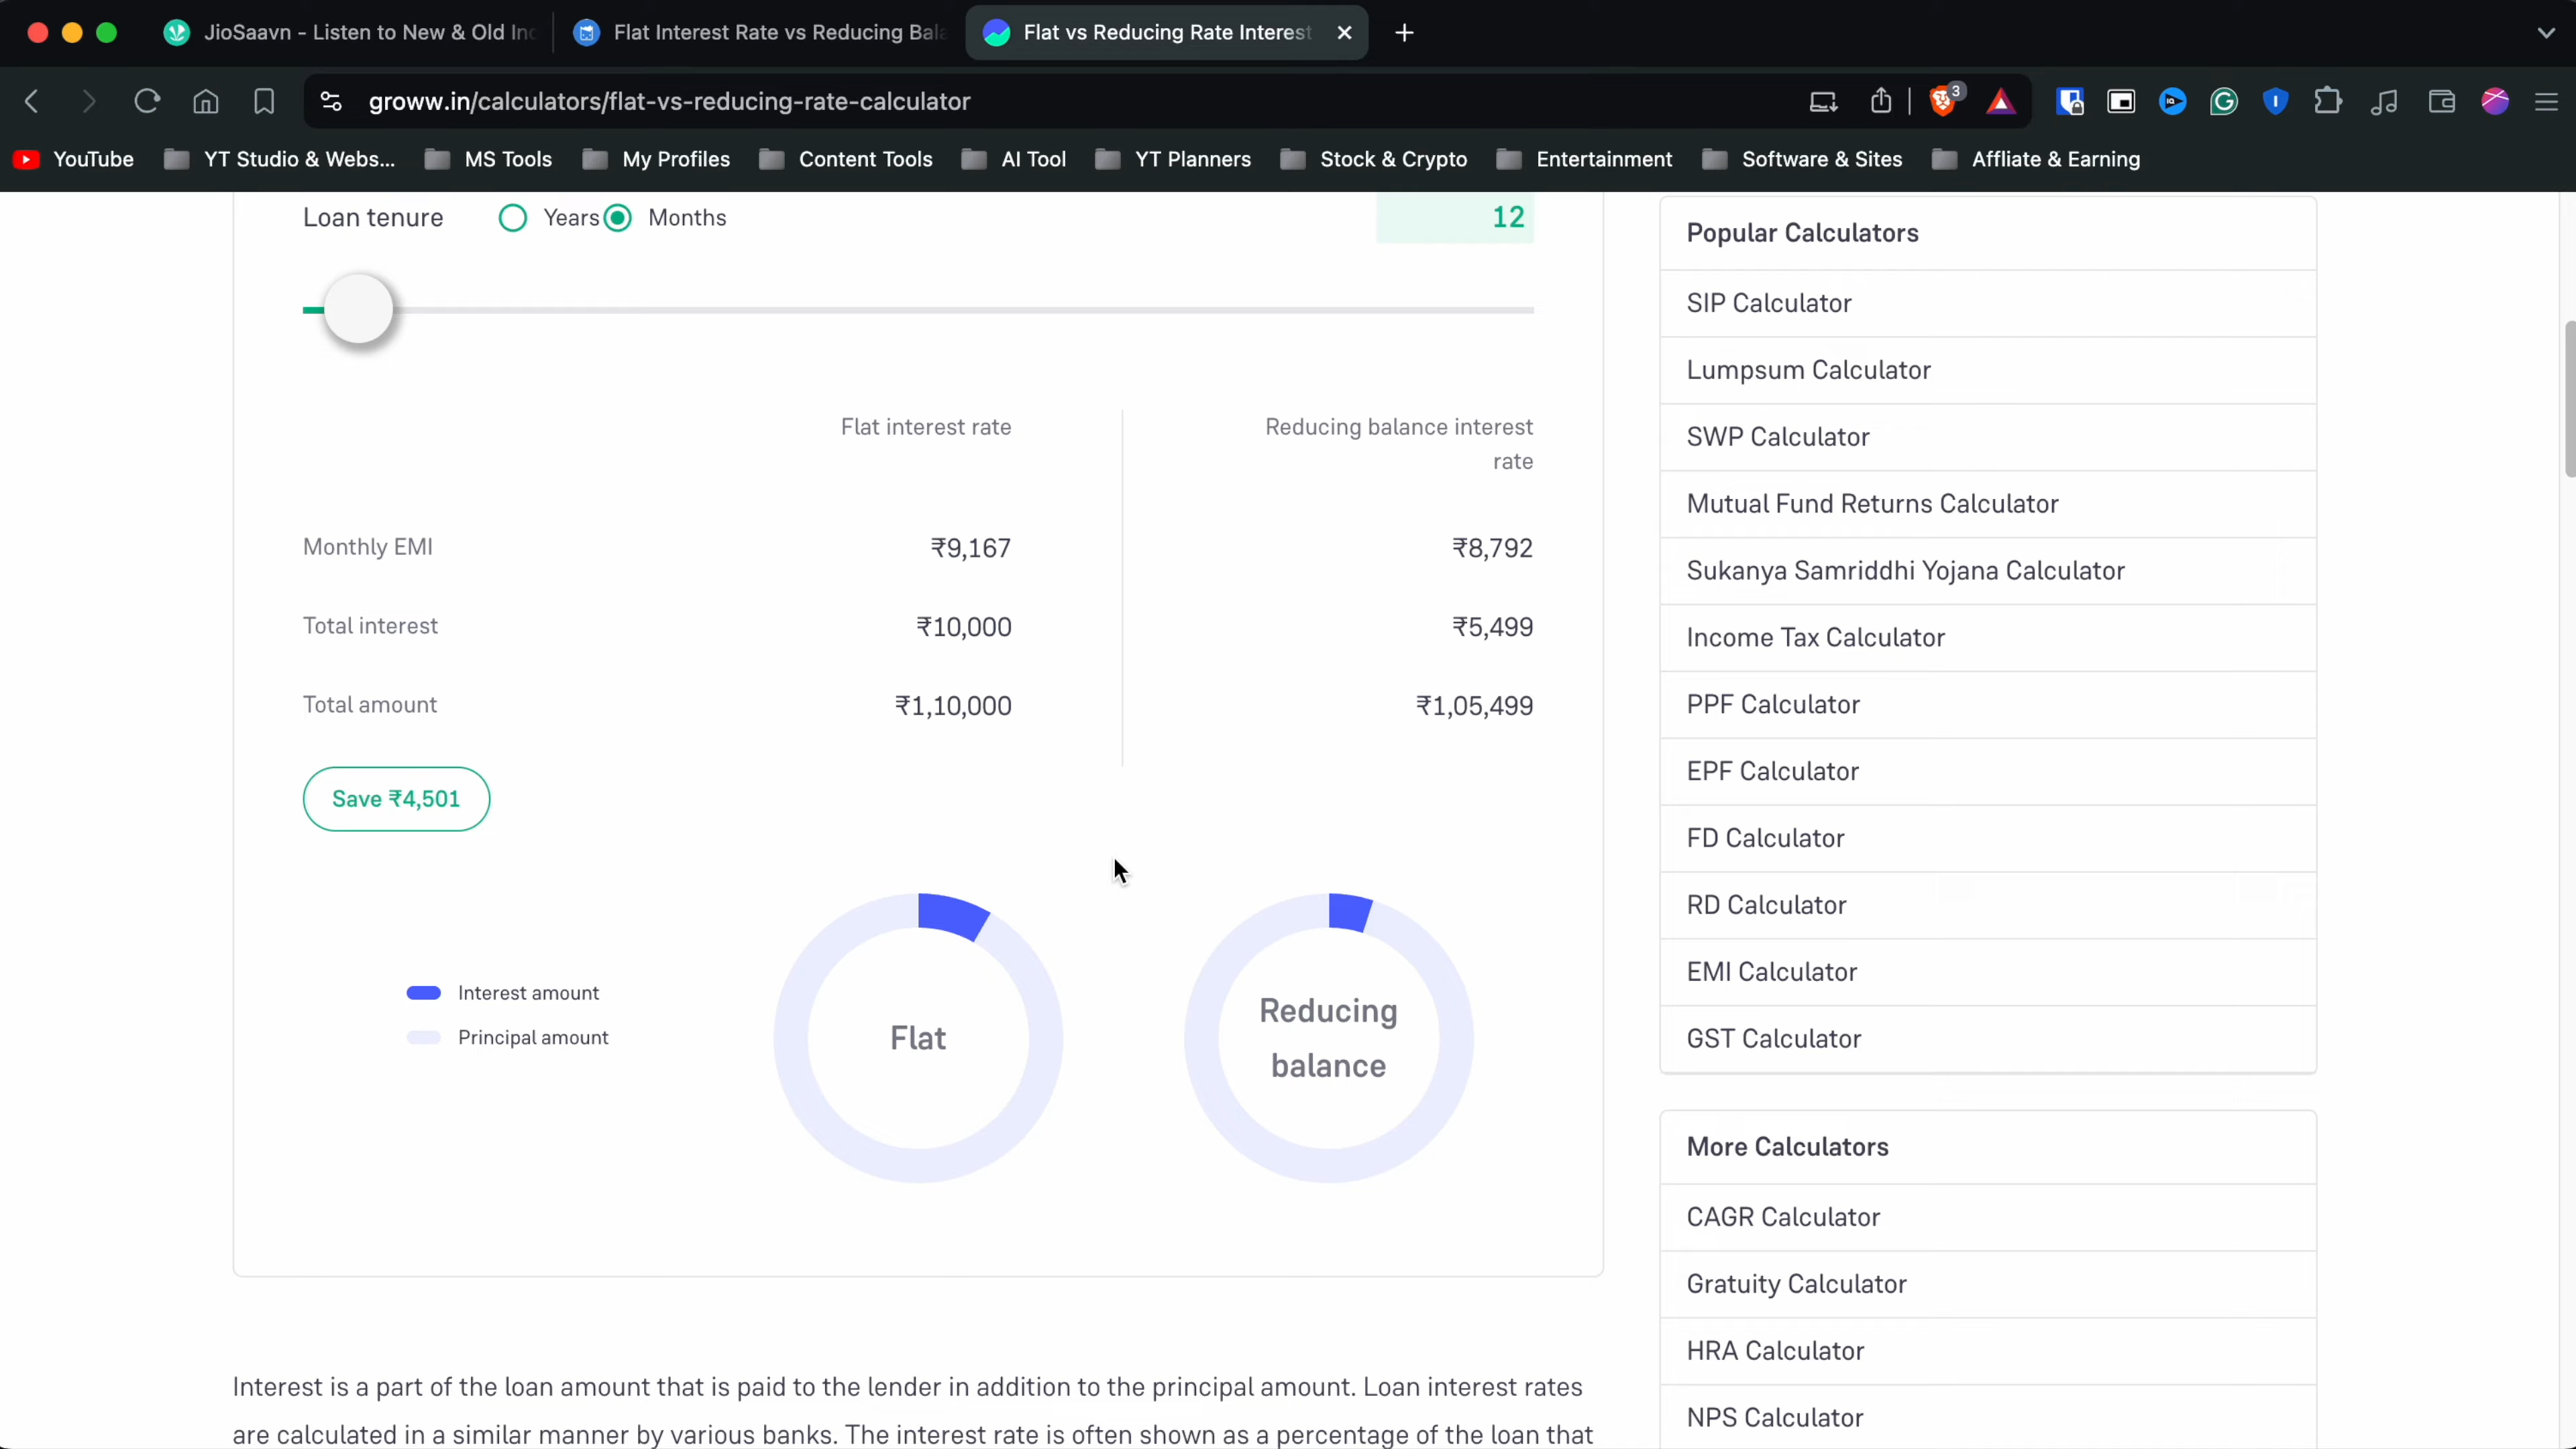 JioSaavn - Listen to New & Old Ind
Flat Interest Rate vs Reducing Bala
Flat vs Reducing Rate Interest
groww.in/calculators/flat-vs-reducing-rate-calculator
3
YouTube
YT Studio & Webs...
MS Tools
My Profiles
Content Tools
AI Tool
YT Planners
Stock & Crypto
Entertainment
Software & Sites
Affliate & Earning
Loan tenure
Years
Months
12
Flat interest rate
Reducing balance interest
rate
Monthly EMI
₹9,167
₹8,792
Total interest
₹10,000
₹5,499
Total amount
₹1,10,000
₹1,05,499
Save ₹4,501
Interest amount
Principal amount
Flat
Reducing
balance
Interest is a part of the loan amount that is paid to the lender in addition to the principal amount. Loan interest rates
are calculated in a similar manner by various banks. The interest rate is often shown as a percentage of the loan that
Popular Calculators
SIP Calculator
Lumpsum Calculator
SWP Calculator
Mutual Fund Returns Calculator
Sukanya Samriddhi Yojana Calculator
Income Tax Calculator
PPF Calculator
EPF Calculator
FD Calculator
RD Calculator
EMI Calculator
GST Calculator
More Calculators
CAGR Calculator
Gratuity Calculator
HRA Calculator
NPS Calculator